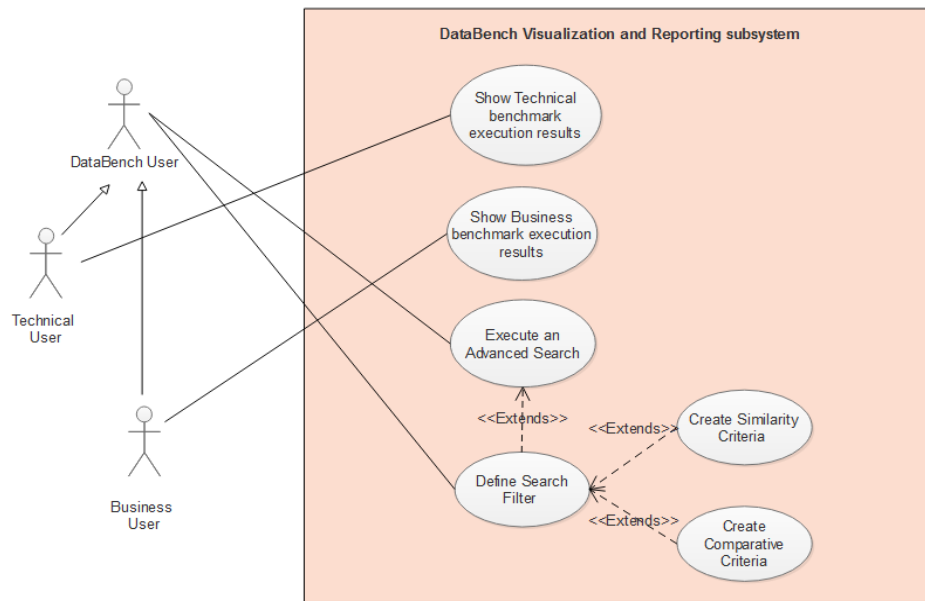 DataBench Visualization and Reporting subsystem
Show Technical
benchmark
execution results
DataBench User
Show Business
benchmark execution
results
Technical
User
Execute an
Advanced Search
<<Extends>>
<<Extends>>
Create Similarity
Criteria
Define Search
Filter
Business
User
<<Extends>>
Create
Comparative
Criteria